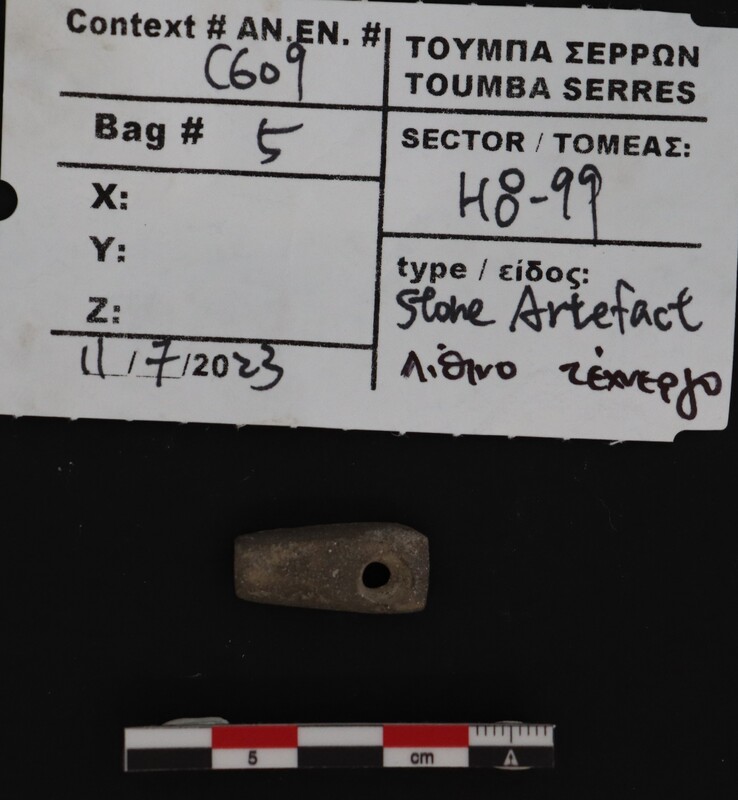 Context # AN.EN. #
C609
ΤΟΥΜΠΑ ΣΕΡΡΩΝ
TOUMBA SERRES
Bag # 5
SECTOR / ΤΟΜΕΑΣ:
H8-99
X:
Y:
Z:
type / είδος:
Stone Artefact
λίθινο τέχνεργο
11/7/2023
5 cm